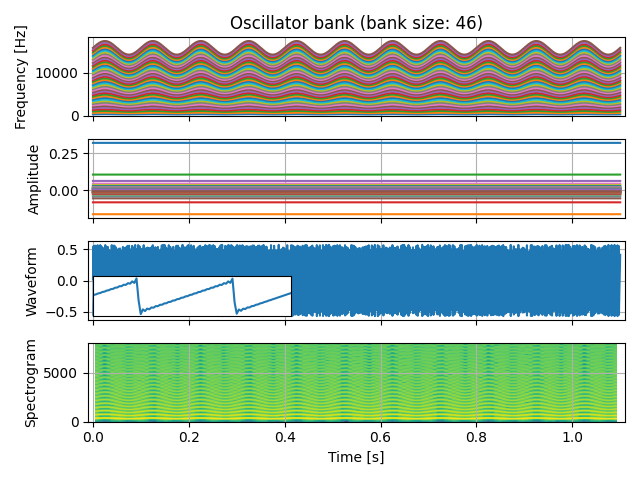 Oscillator bank (bank size: 46)
Frequency [Hz]
10000
0
Amplitude
0.25
0.00
Waveform
0.5
0.0
−0.5
Spectrogram
5000
0
0.0 0.2 0.4 0.6 0.8 1.0
Time [s]